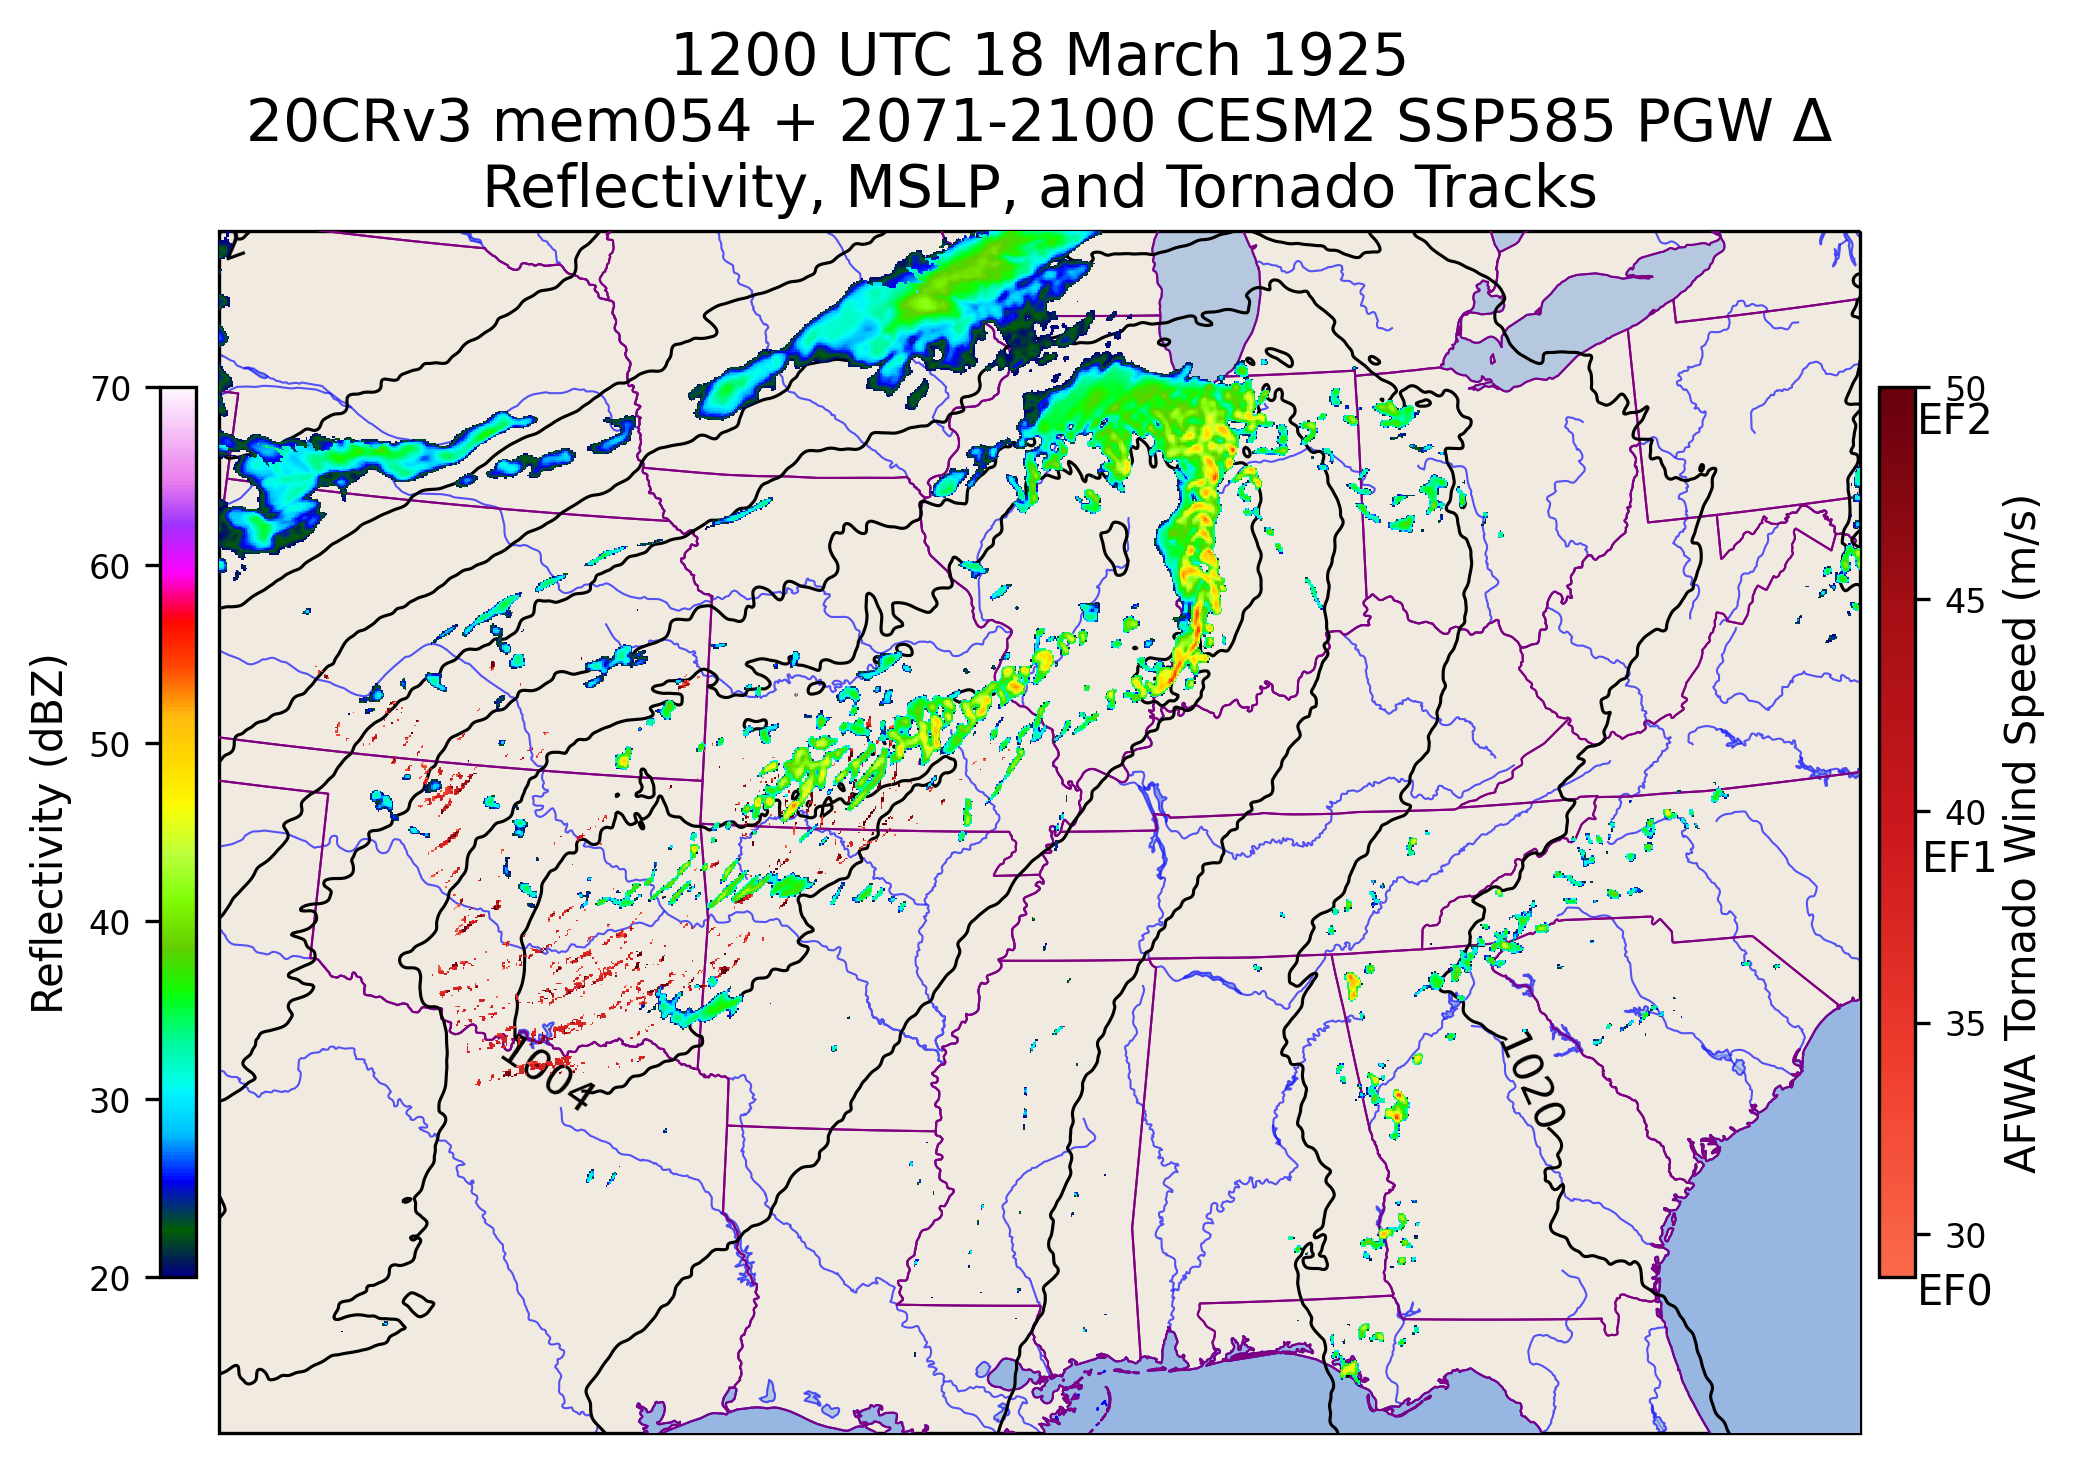 1200 UTC 18 March 1925
20CRv3 mem054 + 2071-2100 CESM2 SSP585 PGW Δ
Reflectivity, MSLP, and Tornado Tracks
70
60
50
40
30
20
Reflectivity (dBZ)
1004
1020
50
EF2
45
40
EF1
35
30
EF0
AFWA Tornado Wind Speed (m/s)